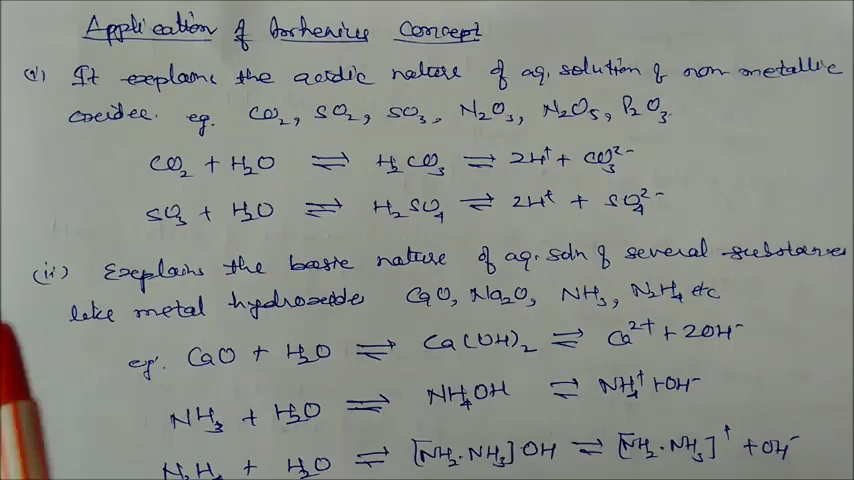 Application of Arrhenius Concept
(i) It explains the acidic nature of aq. solution of non metallic
oxides. eg. CO2, SO2, SO3, N2O3, N2O5, P2O3.
CO2 + H2O ⇌ H2CO3 ⇌ 2H+ + CO3^2-
SO3 + H2O ⇌ H2SO4 ⇌ 2H+ + SO4^2-
(ii) Explains the basic nature of aq. soln of several substances
like metal hydroxides CaO, Na2O, NH3, N2H4 etc
eg. CaO + H2O ⇌ Ca(OH)2 ⇌ Ca^2+ + 2OH-
NH3 + H2O ⇌ NH4OH ⇌ NH4+ + OH-
N2H4 + H2O ⇌ [NH2·NH3]OH ⇌ [NH2·NH3]+ + OH-